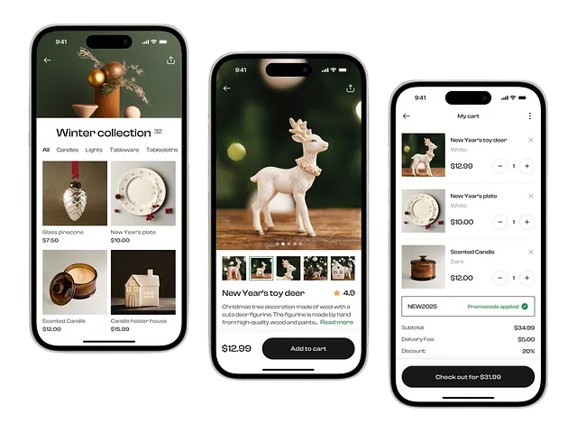 9:41
Winter collection 32
All Candles Lights Tableware Tablecloths
Glass pinecone
$7.50
New Year's plate
$10.00
Scented Candle
$12.00
Candle-holder house
$15.99
9:41
NEW Year's toy deer
4.9
Christmas tree decoration made of wool with a
cute deer figurine. The figurine is made by hand
from high-quality wood and painte... Read more
$12.99
Add to cart
9:41
My cart
New Year's toy deer
White
$12.99
1
New Year's plate
White
$10.00
1
Scented Candle
Dark
$12.00
1
NEW2025 Promocode applied
Subtotal: $34.99
Delivery Fee: $5.00
Discount: 20%
Check out for $31.99